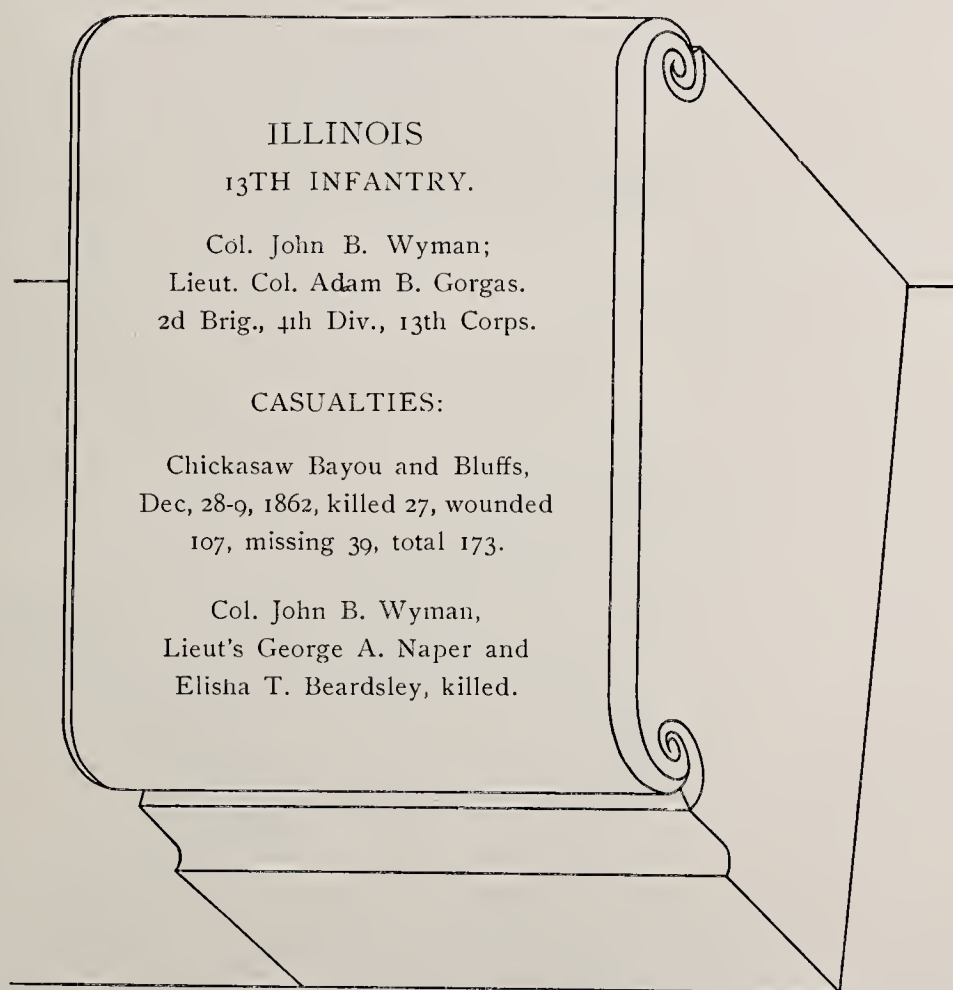 ILLINOIS
13TH INFANTRY.
Col. John B. Wyman;
Lieut. Col. Adam B. Gorgas.
2d Brig., 4th Div., 13th Corps.
CASUALTIES:
Chickasaw Bayou and Bluffs,
Dec, 28-9, 1862, killed 27, wounded
107, missing 39, total 173.
Col. John B. Wyman,
Lieut's George A. Naper and
Elisha T. Beardsley, killed.